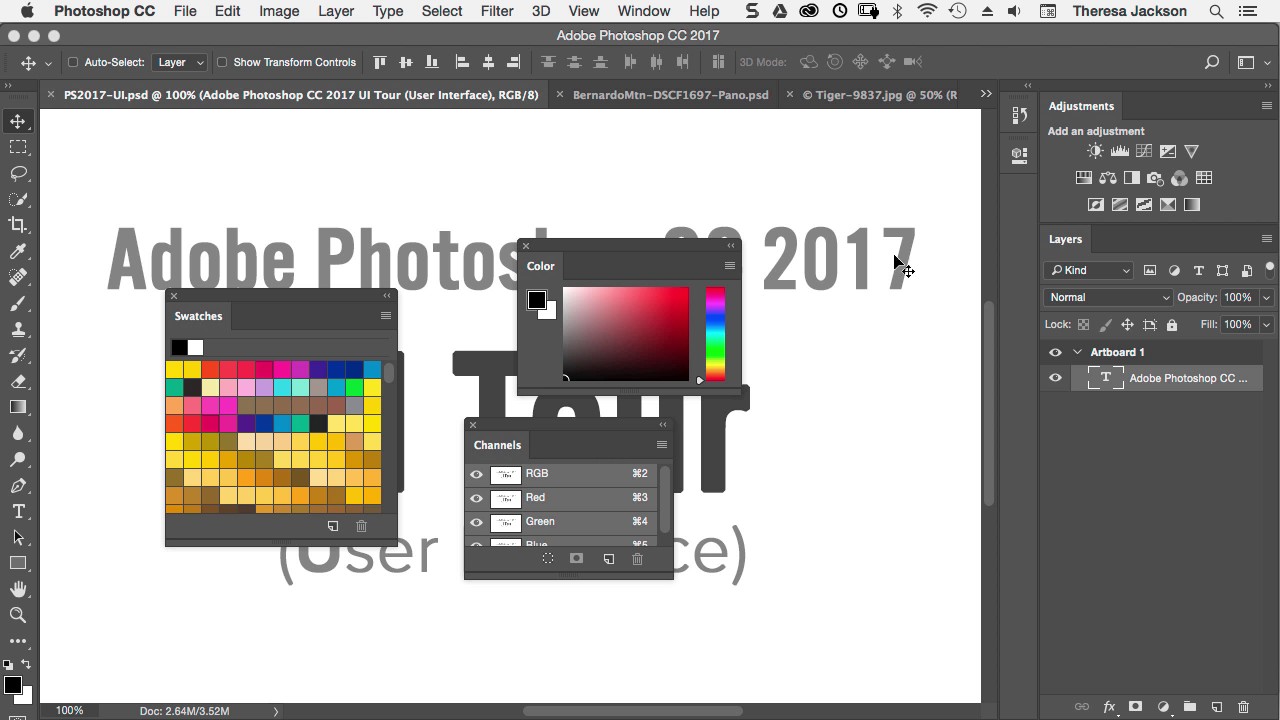 Photoshop CC File Edit Image Layer Type Select Filter 3D View Window Help Theresa Jackson
Adobe Photoshop CC 2017
Auto-Select: Layer Show Transform Controls 3D Mode:
PS2017-UI.psd @ 100% (Adobe Photoshop CC 2017 UI Tour (User Interface), RGB/8) BernardoMtn-DSCF1697-Pano.psd © Tiger-9837.jpg @ 50% (R
Adjustments
Add an adjustment
Adobe Photosh CC 2017
Color
Swatches
Tour
Channels
RGB ⌘2
Red ⌘3
Green ⌘4
Blue ⌘5
(User ce)
Layers
Kind
Normal Opacity: 100%
Lock: Fill: 100%
Artboard 1
T Adobe Photoshop CC ...
fx
100% Doc: 2.64M/3.52M